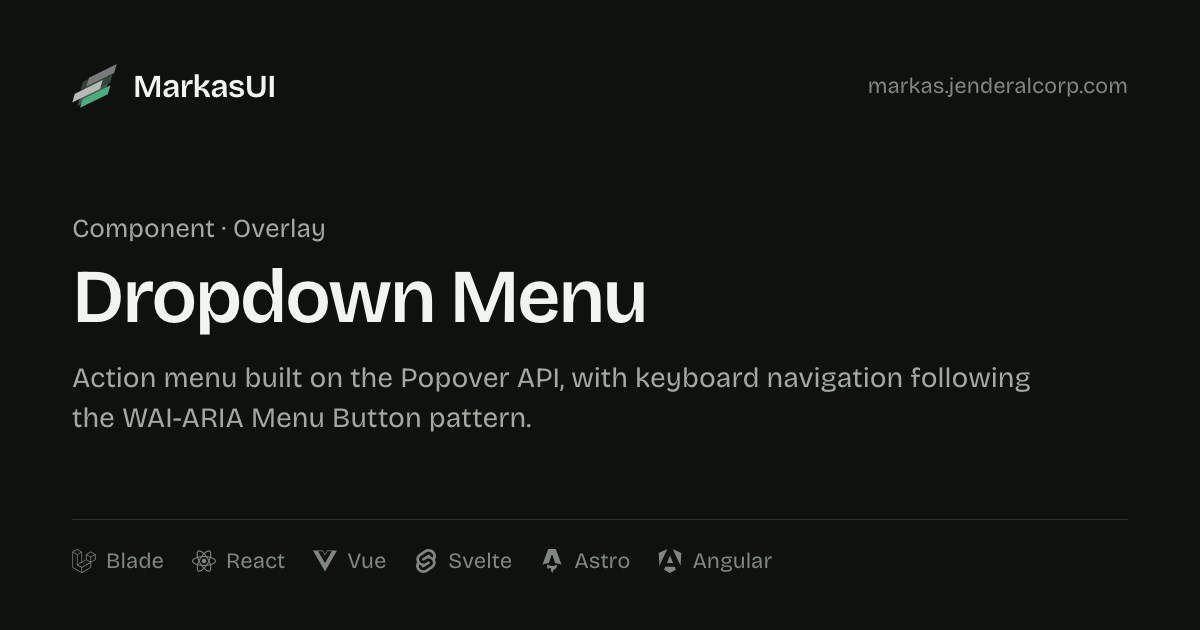 MarkasUI
markas.jenderalcorp.com
Component · Overlay
Dropdown Menu
Action menu built on the Popover API, with keyboard navigation following
the WAI-ARIA Menu Button pattern.
Blade React Vue Svelte Astro Angular